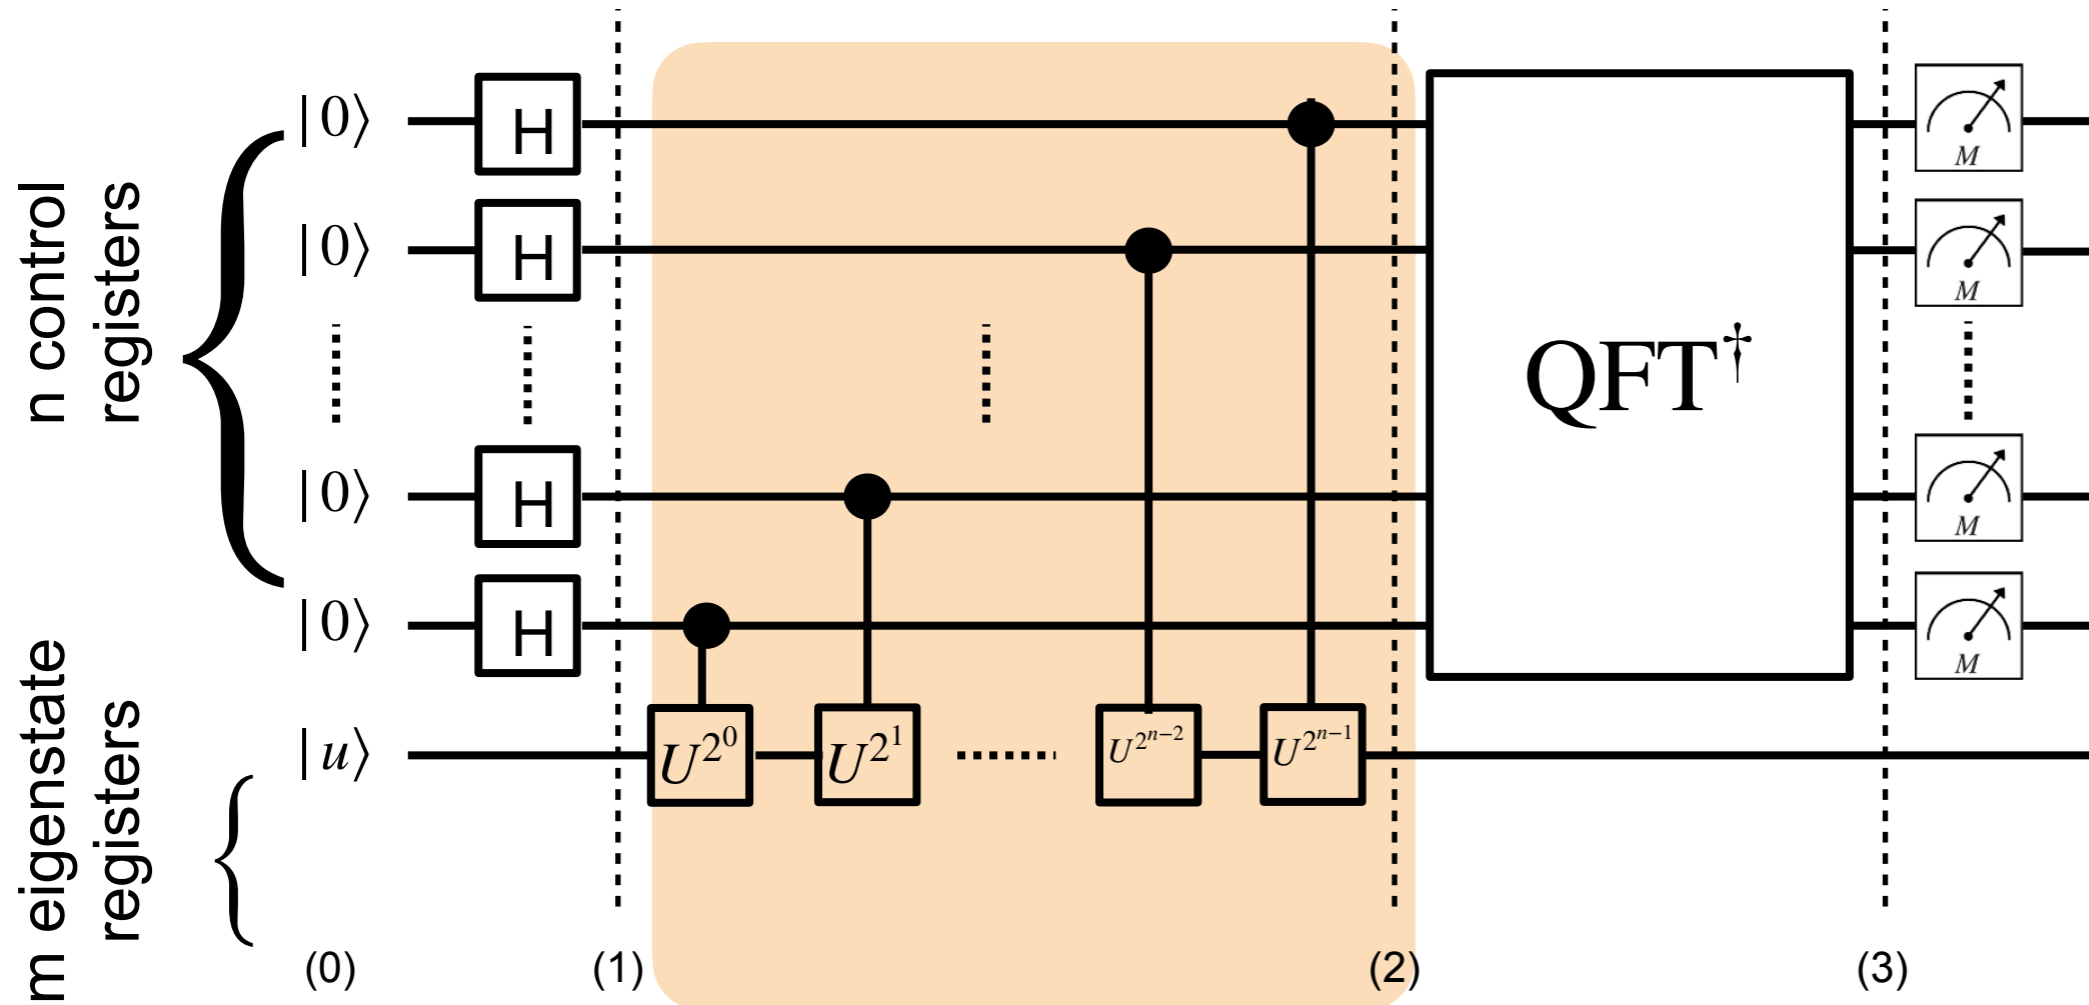 n control
registers
m eigenstate
registers
|0⟩ H M
|0⟩ H M
QFT†
|0⟩ H M
|0⟩ H M
|u⟩ U^{2^0} U^{2^1} U^{2^{n−2}} U^{2^{n−1}}
(0) (1) (2) (3)